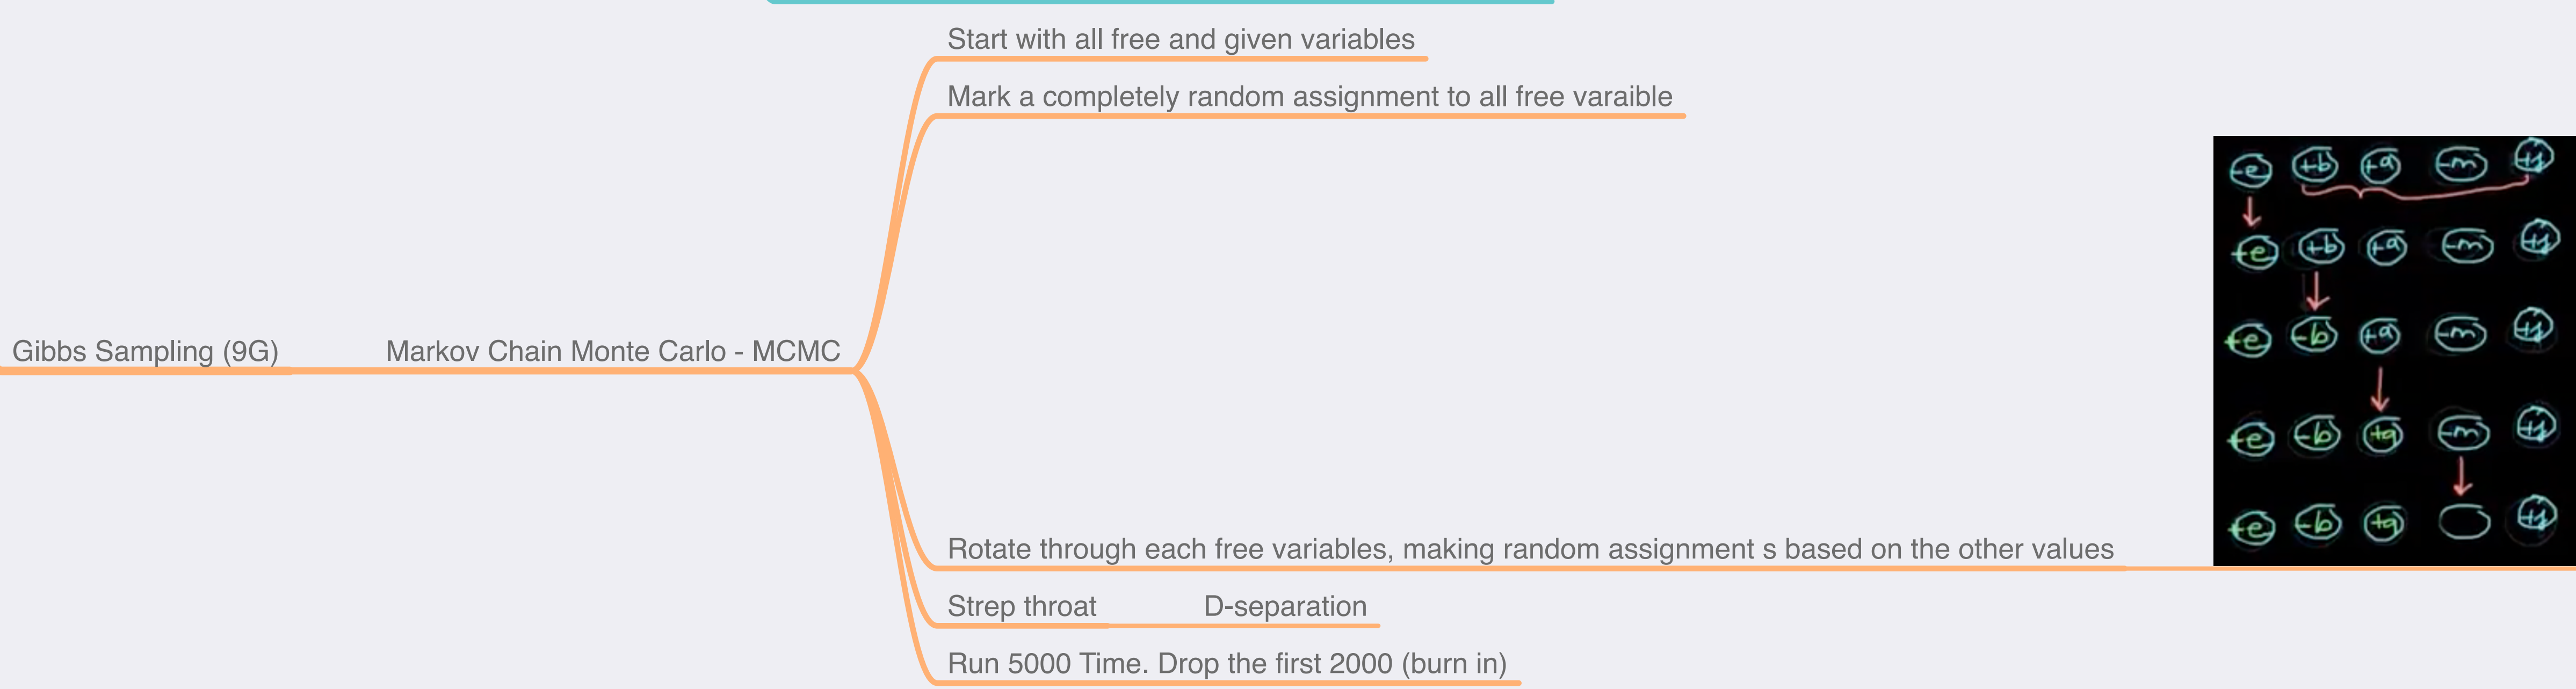 Start with all free and given variables
Mark a completely random assignment to all free varaible
Gibbs Sampling (9G)
Markov Chain Monte Carlo - MCMC
Rotate through each free variables, making random assignment s based on the other values
Strep throat
D-separation
Run 5000 Time. Drop the first 2000 (burn in)
-e +b +a -m +j
+e +b +a -m +j
+e -b +a -m +j
+e -b +a -m +j
+e -b +a +j